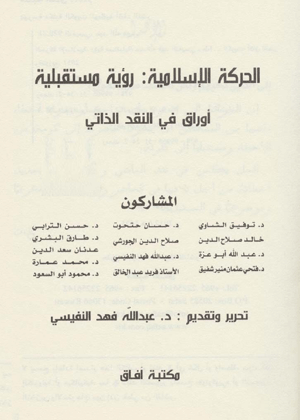 الحركة الإسلامية: رؤية مستقبلية
أوراق في النقد الذاتي
المشاركون
د. توفيق الشاوي د. حسان حتحوت د. حسن الترابي
خالد صلاح الدين صلاح الدين الجورشي د. طارق البشري
د. عبد الله أبو عزة د. عبدالله فهد النفيسي عدنان سعد الدين
د. فتحي عثمان منير شفيق الأستاذ فريد عبد الخالق د. محمد عمارة
د. محمود أبو السعود
تحرير وتقديم : د. عبدالله فهد النفيسي
مكتبة آفاق